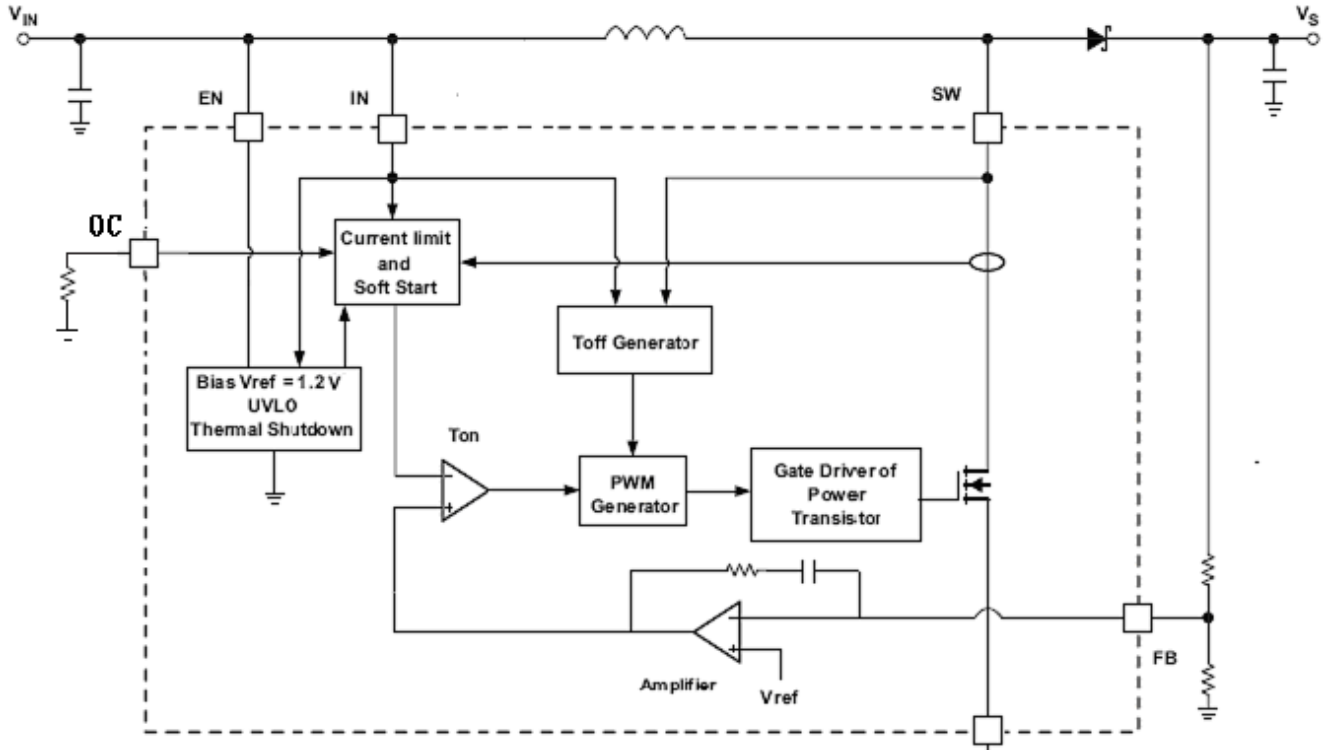 VIN
VS
EN
IN
SW
OC
Current limit
and
Soft Start
Toff Generator
Bias Vref = 1.2 V
UVLO
Thermal Shutdown
Ton
PWM
Generator
Gate Driver of
Power
Transistor
FB
Amplifier
Vref